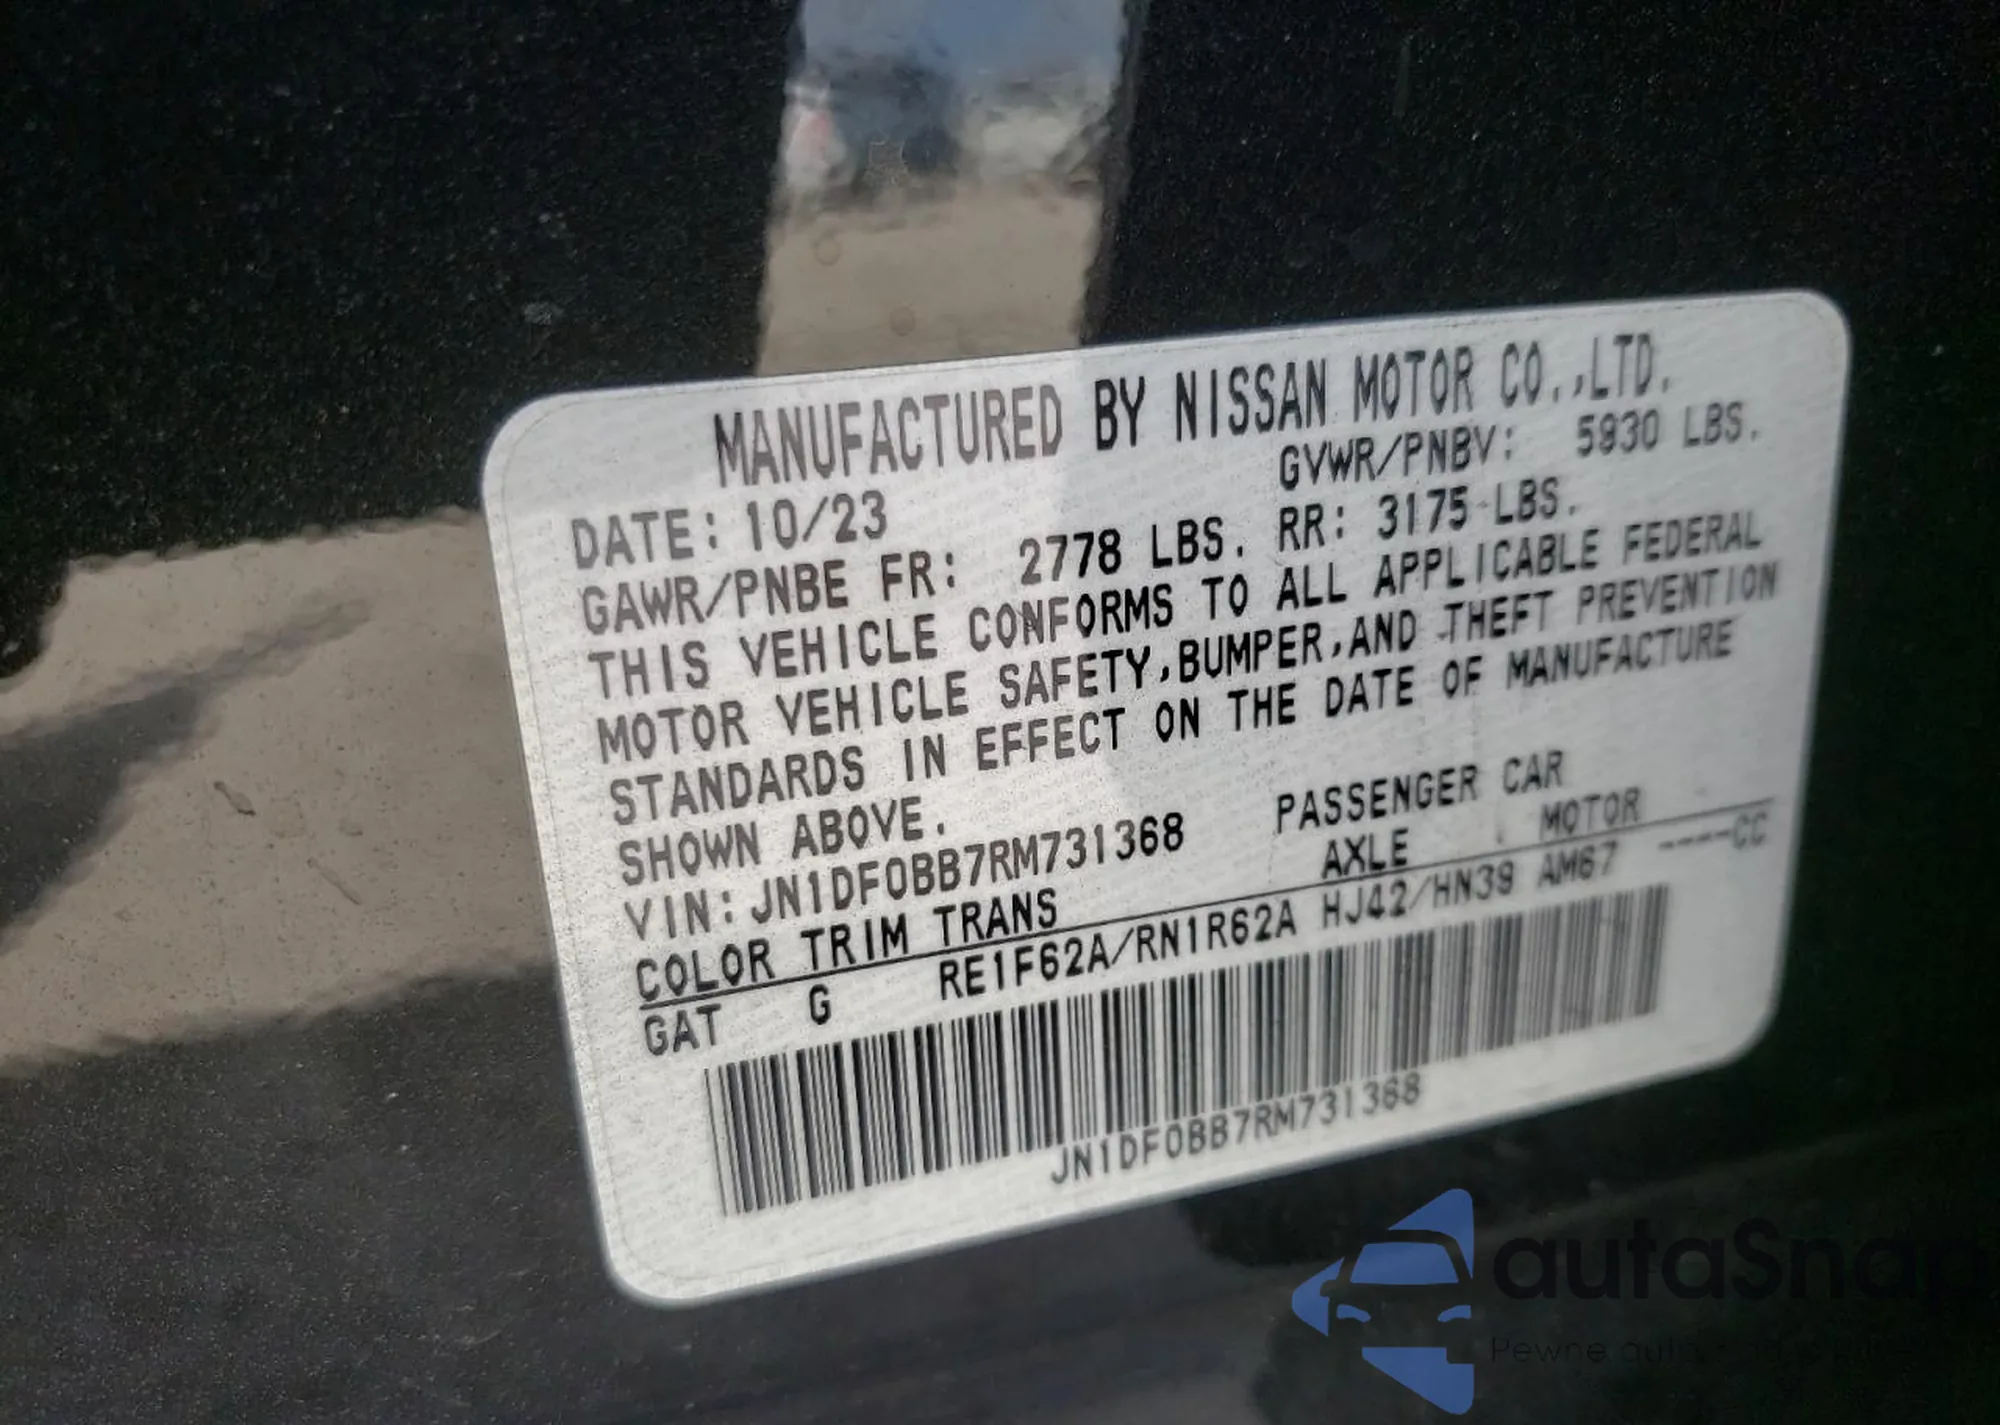 MANUFACTURED BY NISSAN MOTOR CO.,LTD.
DATE: 10/23 GVWR/PNBV: 5930 LBS.
GAWR/PNBE FR: 2778 LBS. RR: 3175 LBS.
THIS VEHICLE CONFORMS TO ALL APPLICABLE FEDERAL
MOTOR VEHICLE SAFETY,BUMPER,AND THEFT PREVENTION
STANDARDS IN EFFECT ON THE DATE OF MANUFACTURE
SHOWN ABOVE.
VIN: JN1DF0BB7RM731368 PASSENGER CAR
COLOR TRIM TRANS AXLE MOTOR
GAT G RE1F62A/RN1R62A HJ42/HN39 AM67 ----CC
JN1DF0BB7RM731368
autaSnap
Pewne